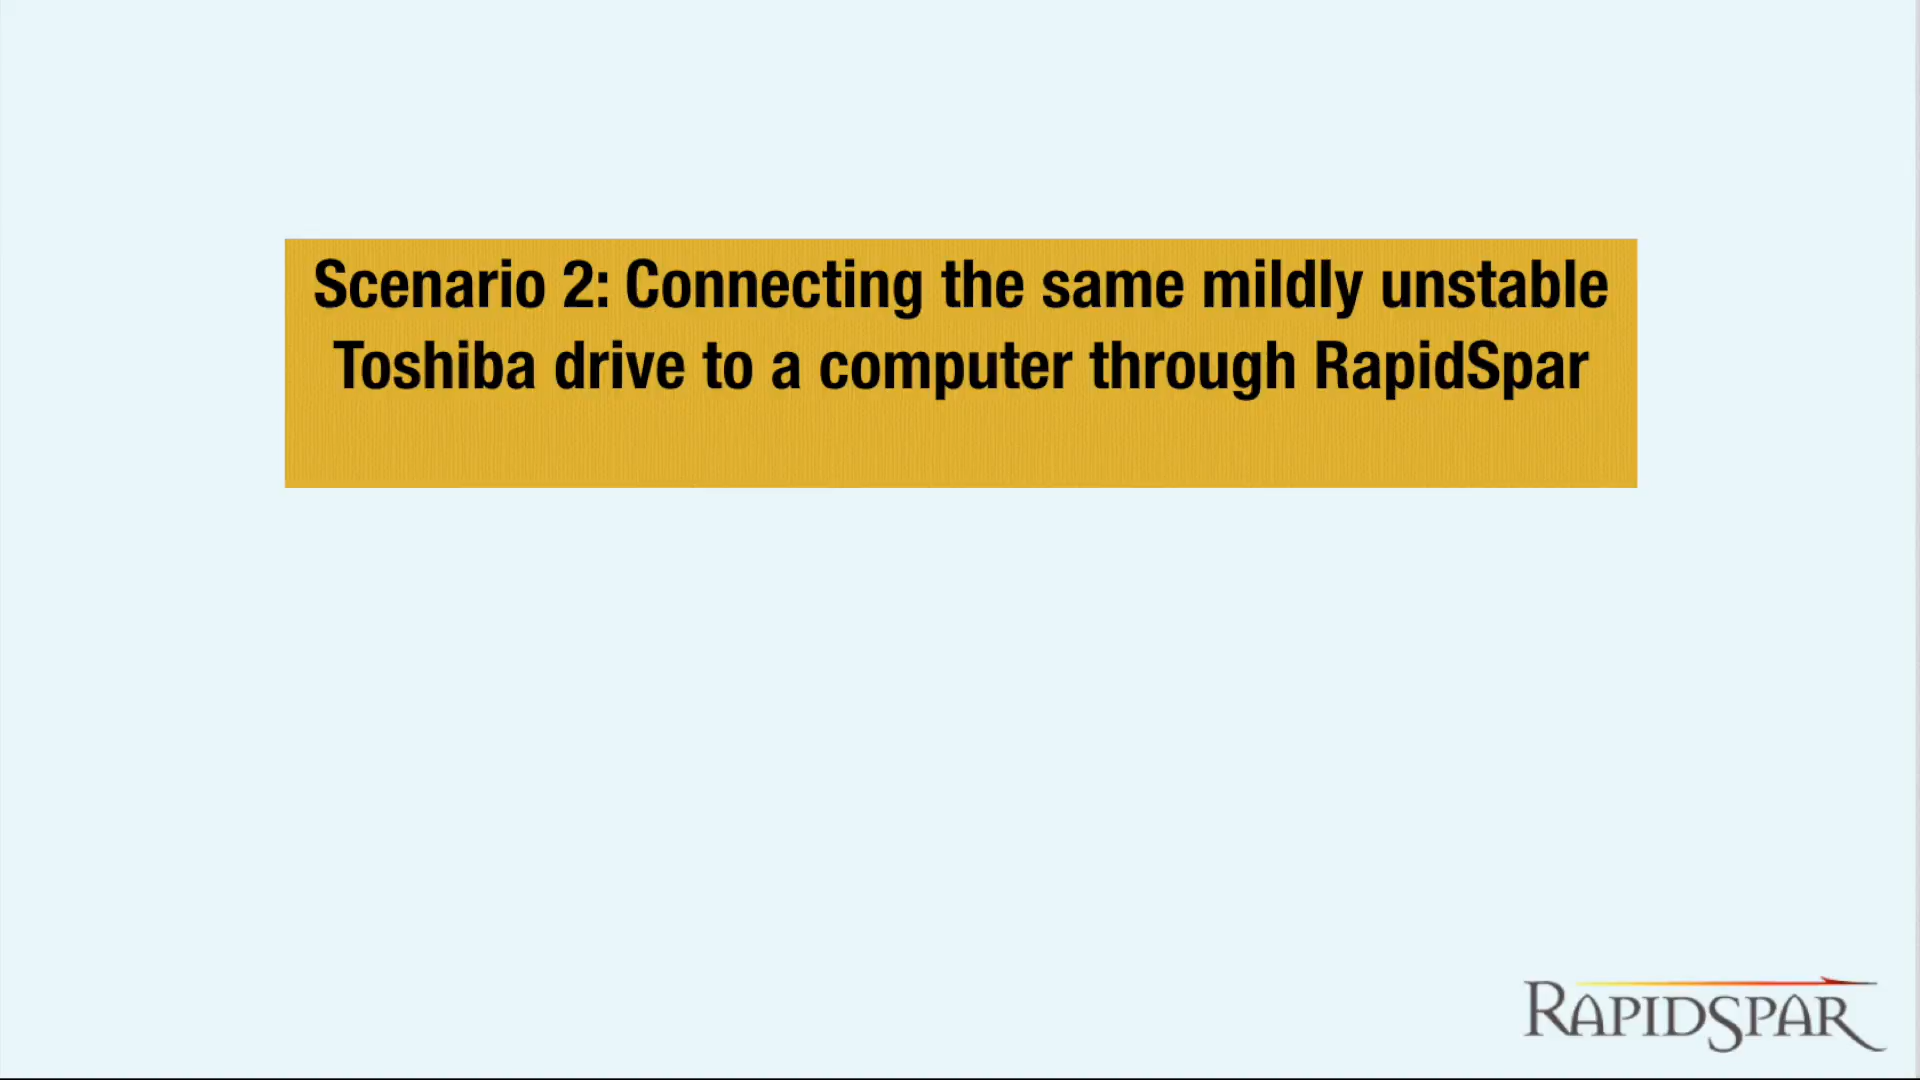 Scenario 2: Connecting the same mildly unstable
Toshiba drive to a computer through RapidSpar
RAPIDSPAR